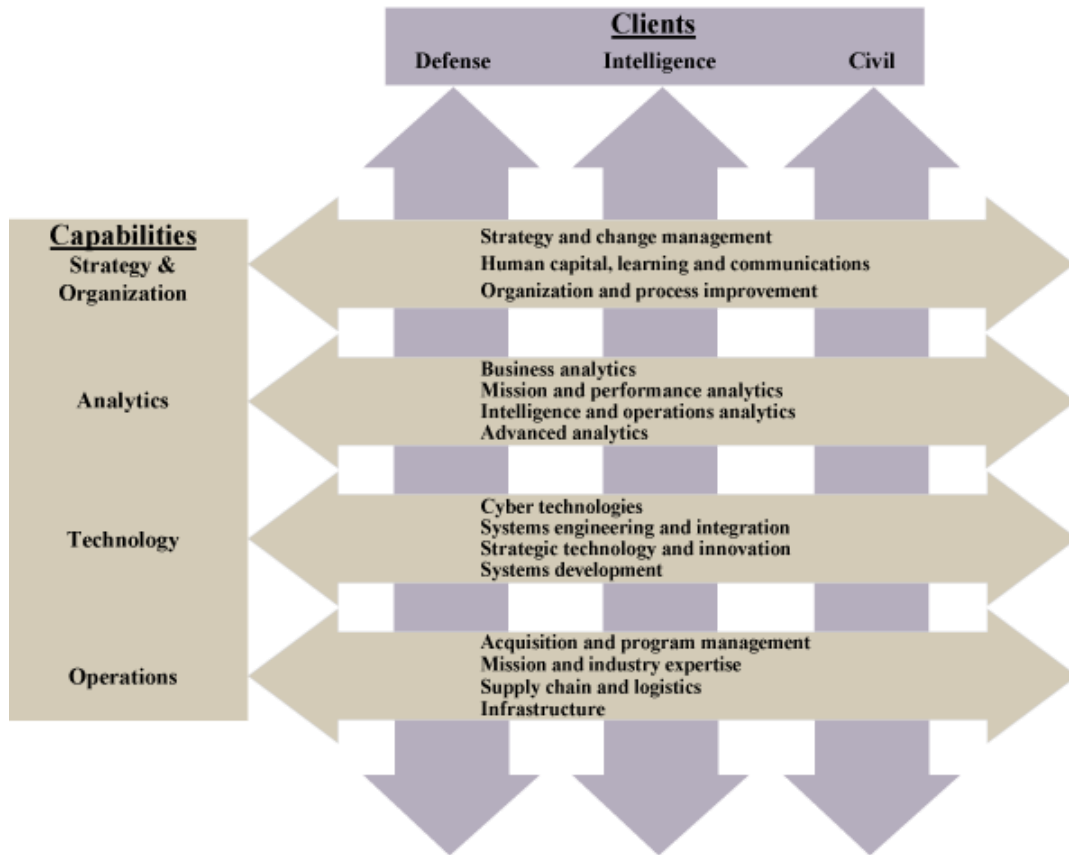 Clients
Defense Intelligence Civil
Capabilities
Strategy &
Organization
Strategy and change management
Human capital, learning and communications
Organization and process improvement
Analytics
Business analytics
Mission and performance analytics
Intelligence and operations analytics
Advanced analytics
Technology
Cyber technologies
Systems engineering and integration
Strategic technology and innovation
Systems development
Operations
Acquisition and program management
Mission and industry expertise
Supply chain and logistics
Infrastructure